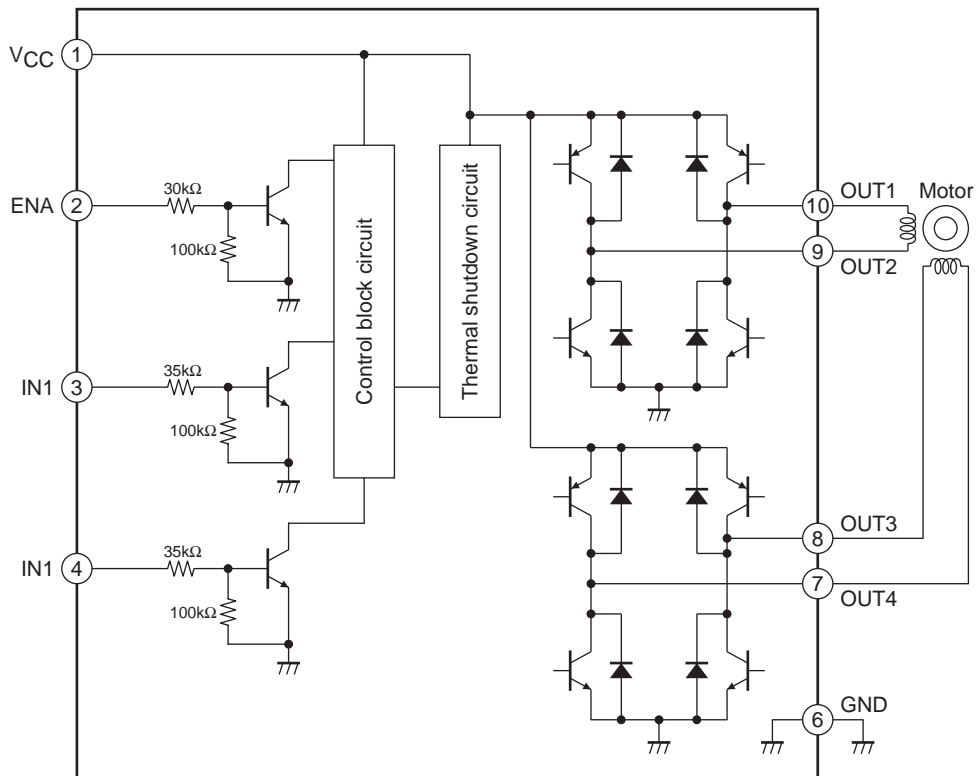 VCC 1
ENA 2
30kΩ
100kΩ
IN1 3
35kΩ
100kΩ
IN1 4
35kΩ
100kΩ
Control block circuit
Thermal shutdown circuit
10 OUT1
Motor
9 OUT2
8 OUT3
7 OUT4
6 GND